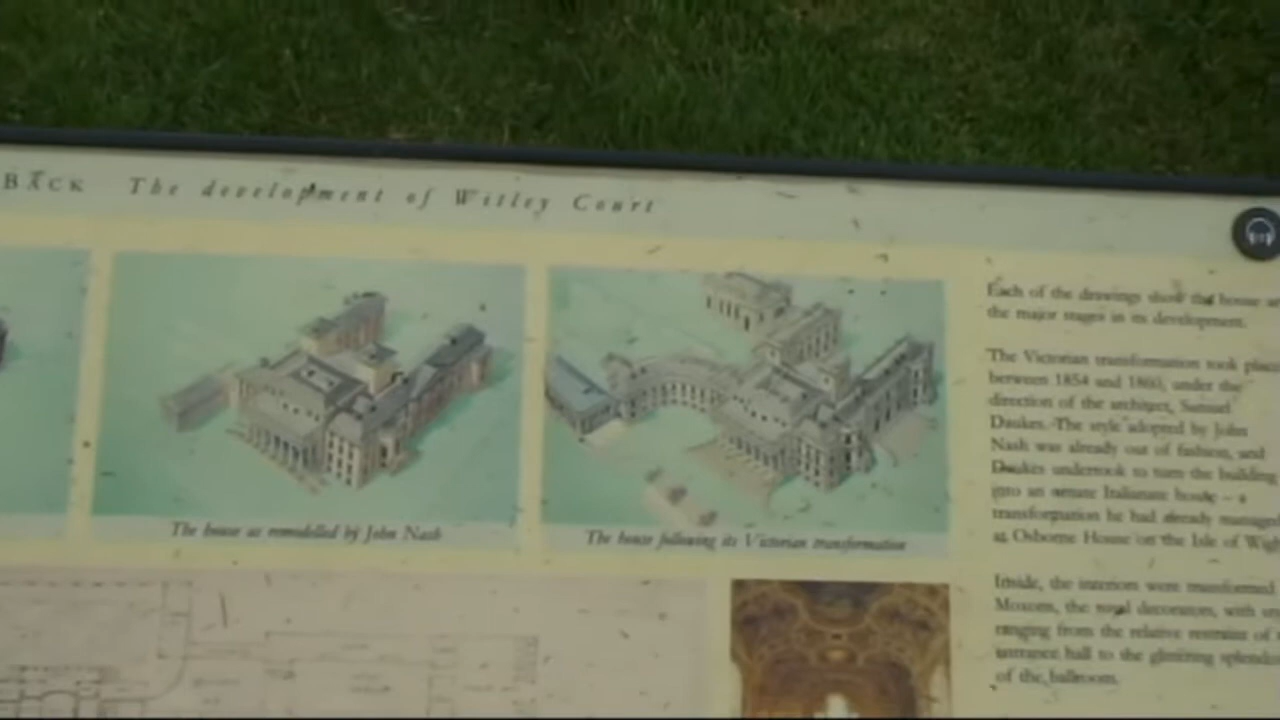 BACK The development of Witley Court
The house as remodelled by John Nash
The house following its Victorian transformation
Each of the drawings show the house at
the major stages in its development.
The Victorian transformation took place
between 1854 and 1860, under the
direction of the architect, Samuel
Daukes. The style adopted by John
Nash was already out of fashion, and
Daukes undertook to turn the building
into an ornate Italianate house – a
transformation he had already manage
at Osborne House on the Isle of Wigh
Inside, the interiors were transformed
Moxons, the royal decorators, with
ranging from the relative restraint of
entrance hall to the glittering splendo
of the ballroom.